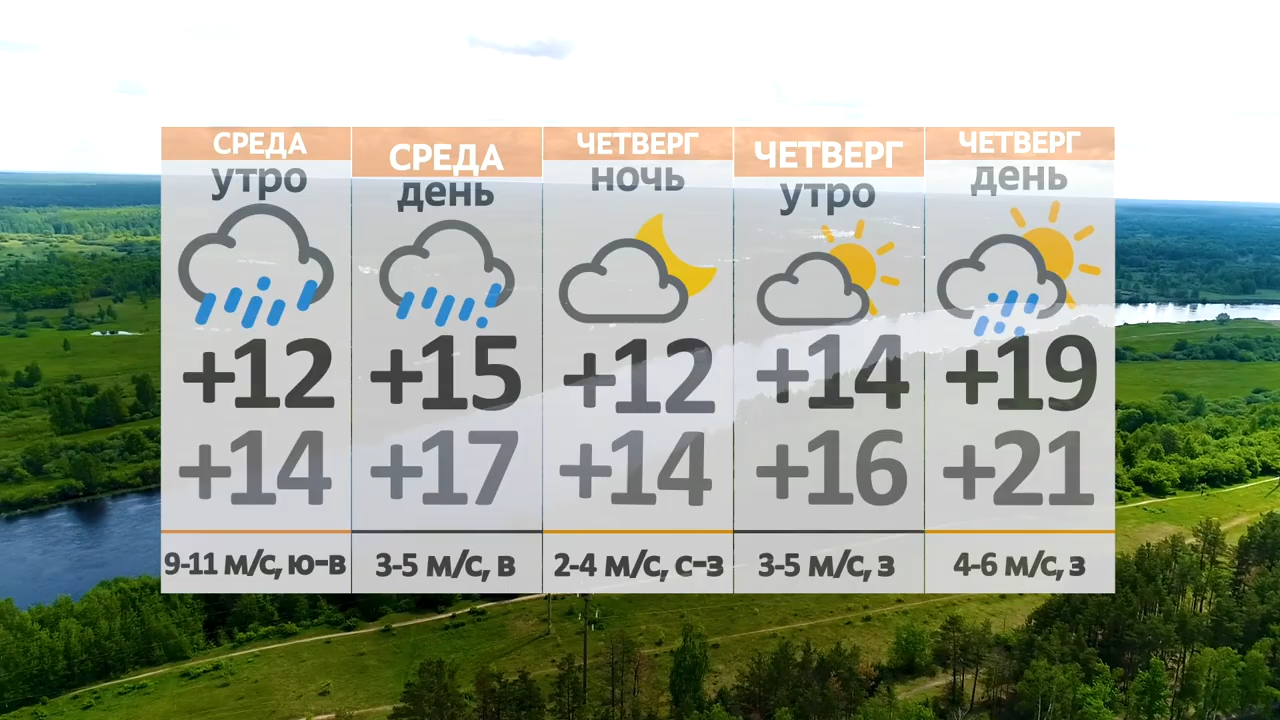 СРЕДА
утро
+12
+14
9-11 м/с, ю-в
СРЕДА
день
+15
+17
3-5 м/с, в
ЧЕТВЕРГ
ночь
+12
+14
2-4 м/с, с-з
ЧЕТВЕРГ
утро
+14
+16
3-5 м/с, з
ЧЕТВЕРГ
день
+19
+21
4-6 м/с, з